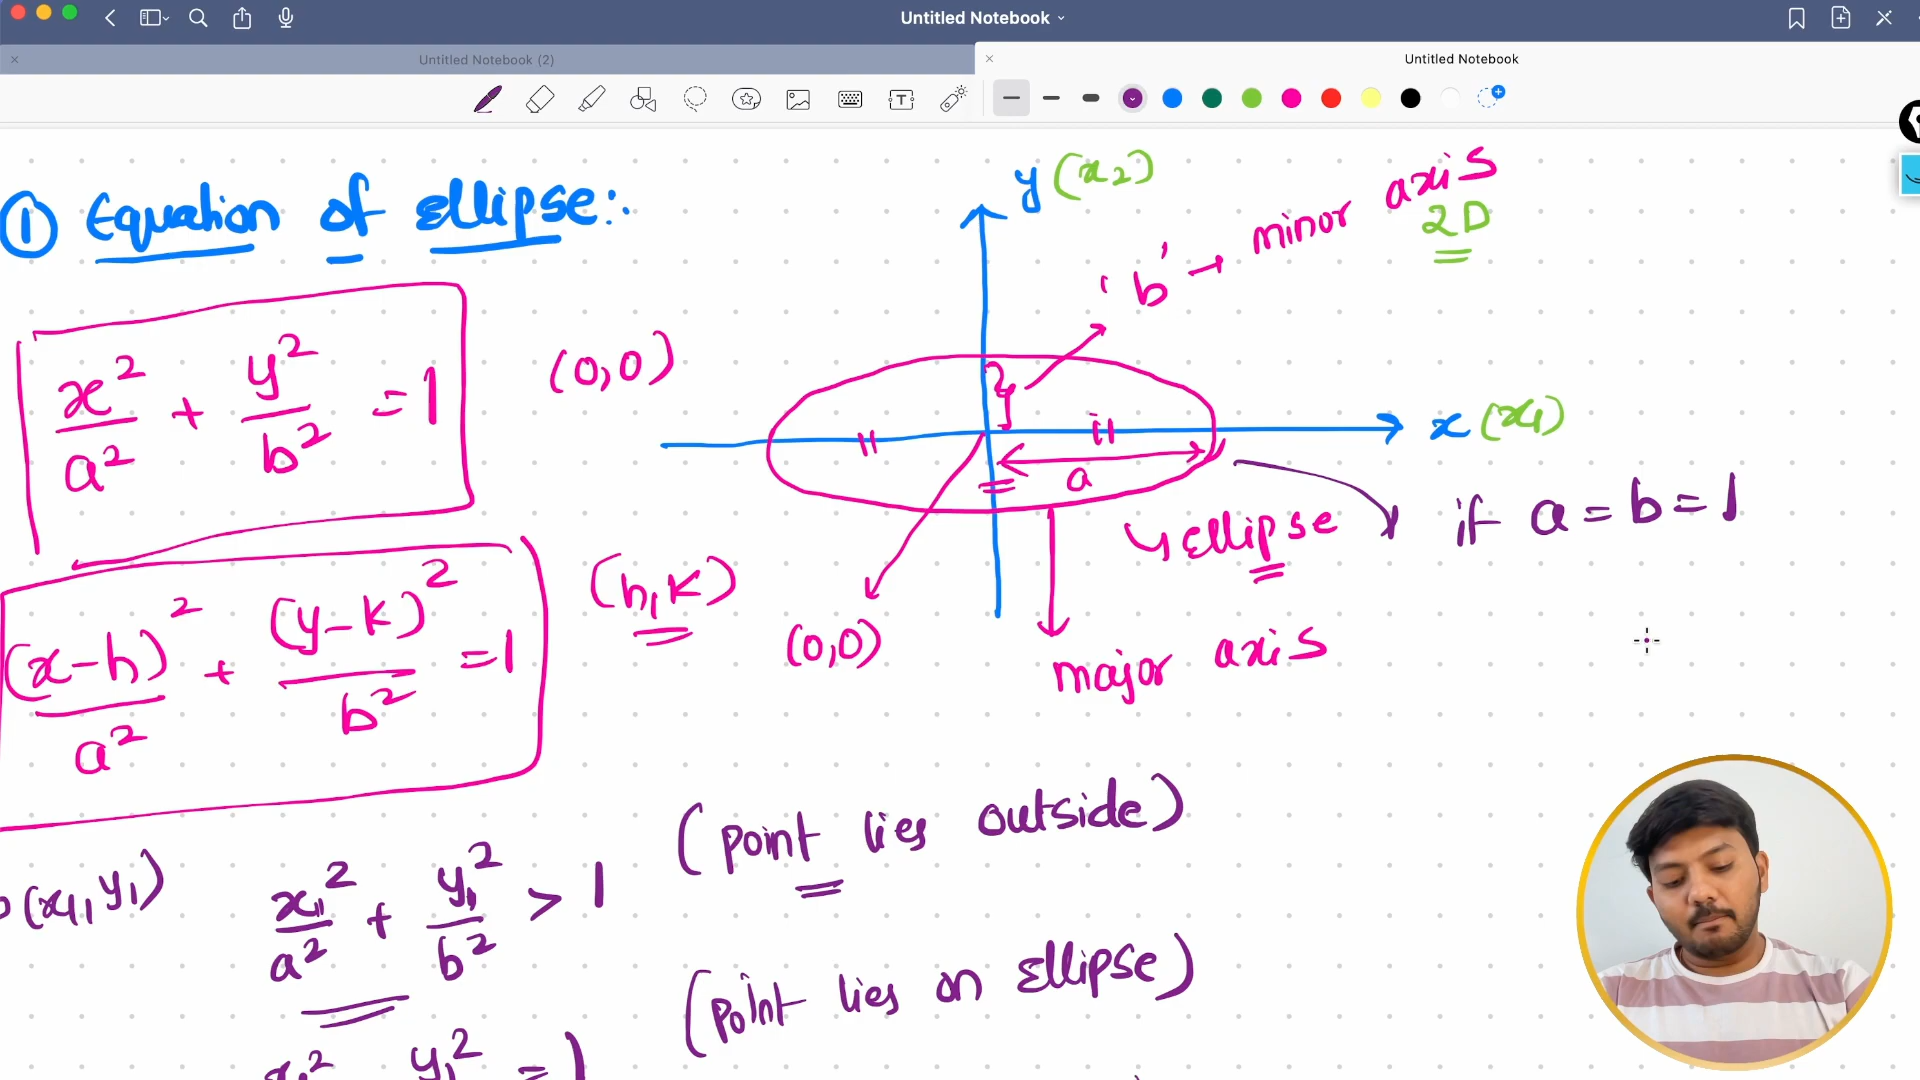 Untitled Notebook
Untitled Notebook (2)
Untitled Notebook
① Equation of Ellipse:.
x²/a² + y²/b² = 1
(0,0)
(x-h)²/a² + (y-k)²/b² = 1
(h,k)
y (x₂)
'b' → minor axis
2D
x (x₁)
a
↳ Ellipse
if a = b = 1
(0,0)
major axis
(x₁, y₁)
x₁²/a² + y₁²/b² > 1
(point lies outside)
y₁² = 1
(point lies on Ellipse)